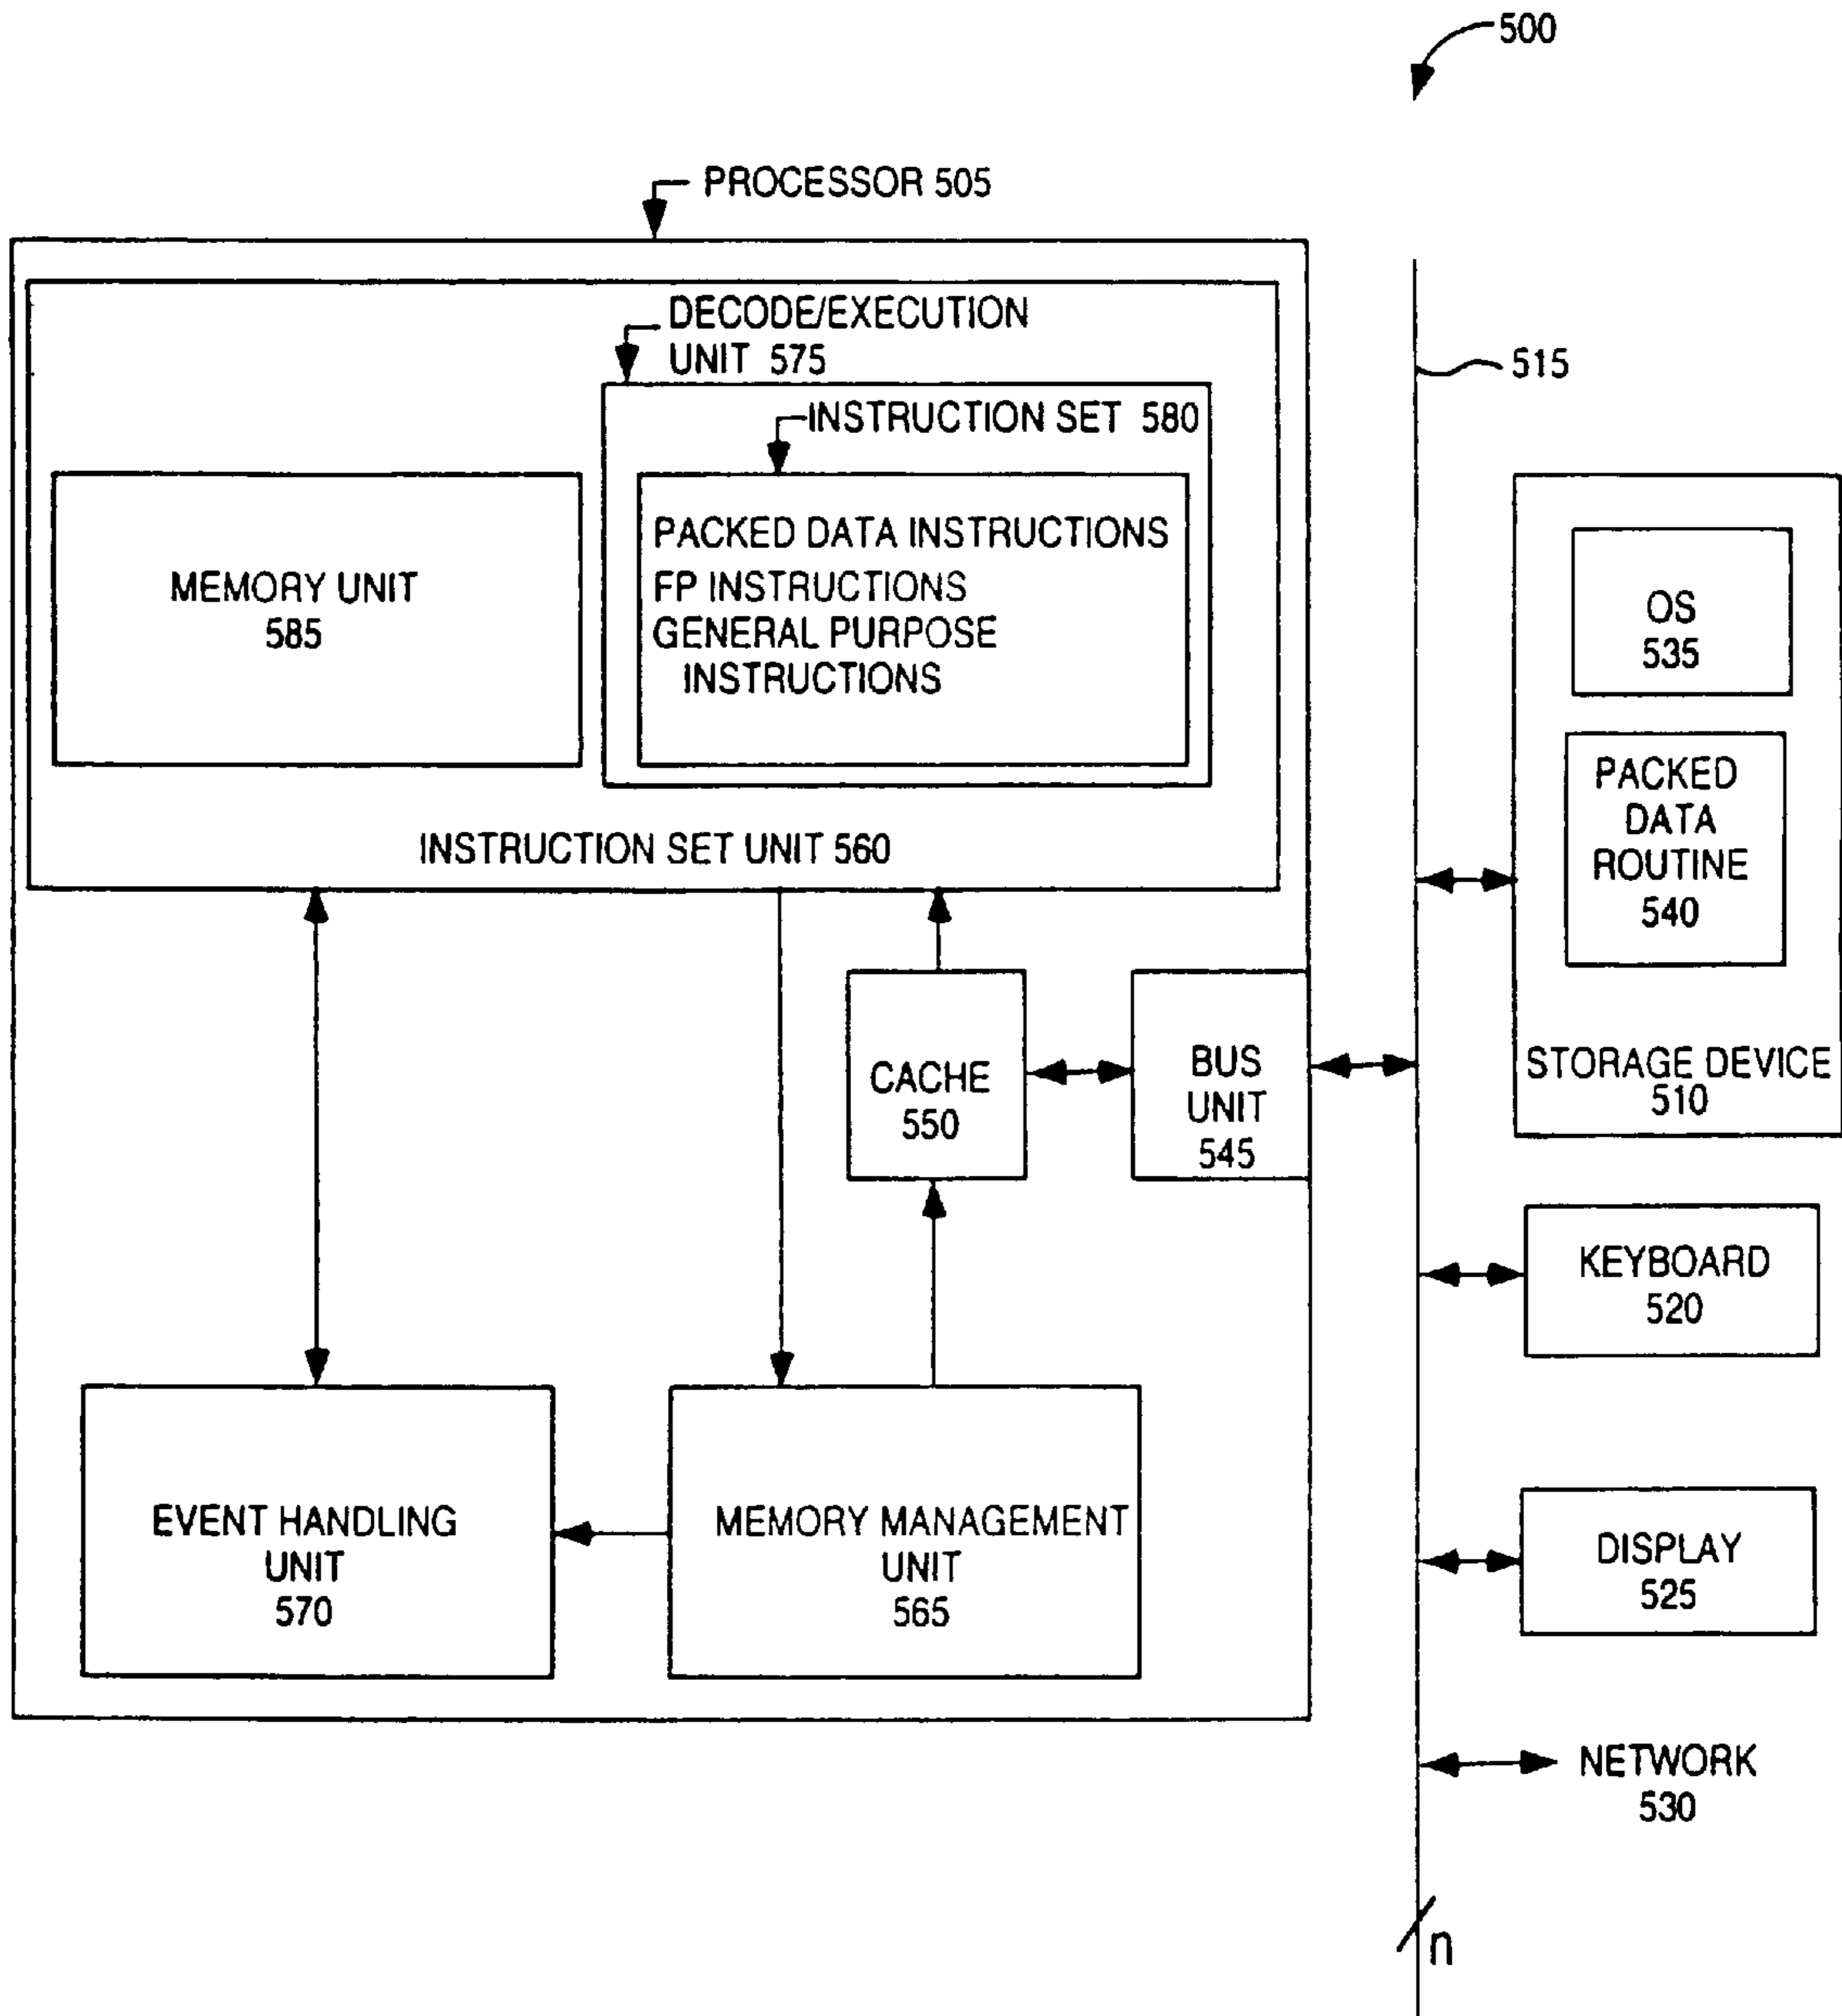 500
PROCESSOR 505
DECODE/EXECUTION
UNIT 575
INSTRUCTION SET 580
PACKED DATA INSTRUCTIONS
FP INSTRUCTIONS
GENERAL PURPOSE
INSTRUCTIONS
MEMORY UNIT
585
INSTRUCTION SET UNIT 560
CACHE
550
BUS
UNIT
545
EVENT HANDLING
UNIT
570
MEMORY MANAGEMENT
UNIT
565
515
OS
535
PACKED
DATA
ROUTINE
540
STORAGE DEVICE
510
KEYBOARD
520
DISPLAY
525
NETWORK
530
n